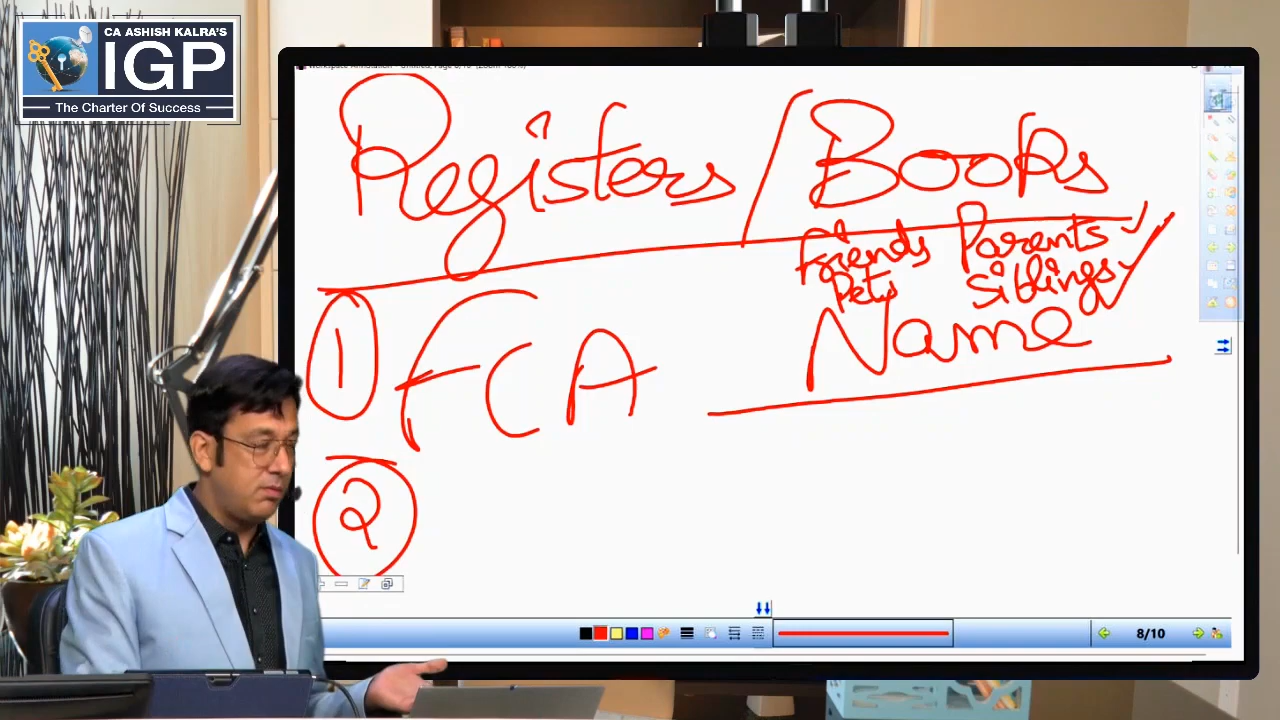 CA ASHISH KALRA'S
IGP
The Charter Of Success
Registers / Books
Friends Parents
Pets Siblings
Name
1 FCA
2
8/10